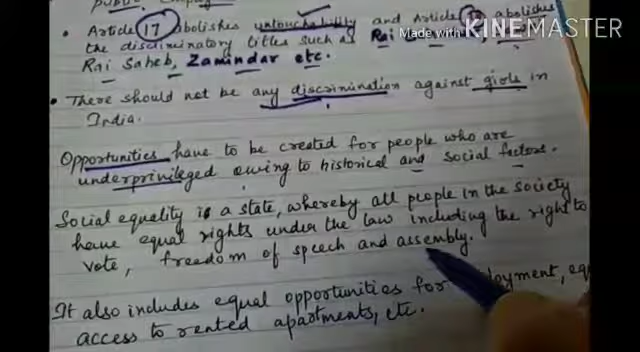 public
Article 17 abolishes untouchability and Article abolishes
the discriminatory titles such as Rai
Rai Saheb, Zamindar etc.
Made with KINEMASTER
• There should not be any discrimination against girls in
India.
Opportunities have to be created for people who are
underprivileged owing to historical and social factors.
Social equality is a state, whereby all people in the society
have equal rights under the law including the right to
vote, freedom of speech and assembly.
It also includes equal opportunities for
access to rented apartments, etc.